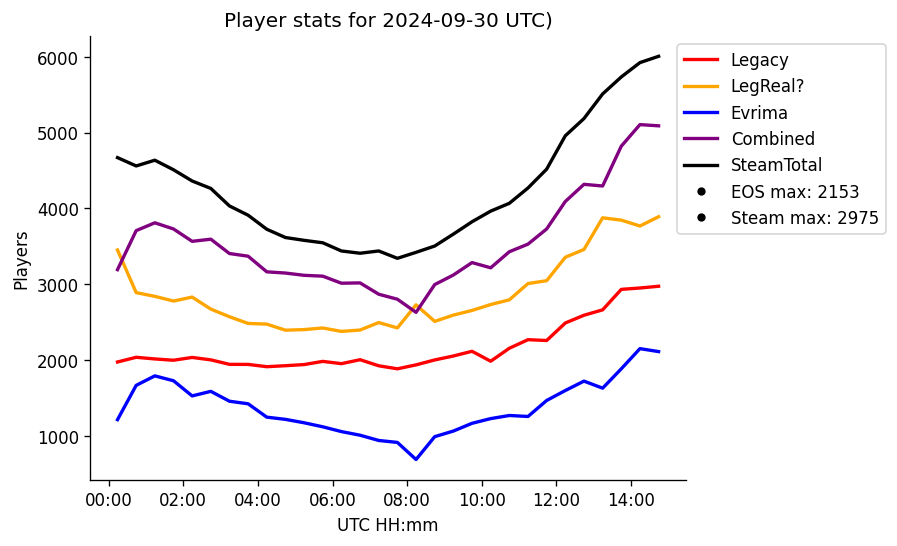 Player stats for 2024-09-30 UTC)
6000
5000
4000
3000
2000
1000
Players
00:00 02:00 04:00 06:00 08:00 10:00 12:00 14:00
UTC HH:mm
Legacy
LegReal?
Evrima
Combined
SteamTotal
EOS max: 2153
Steam max: 2975